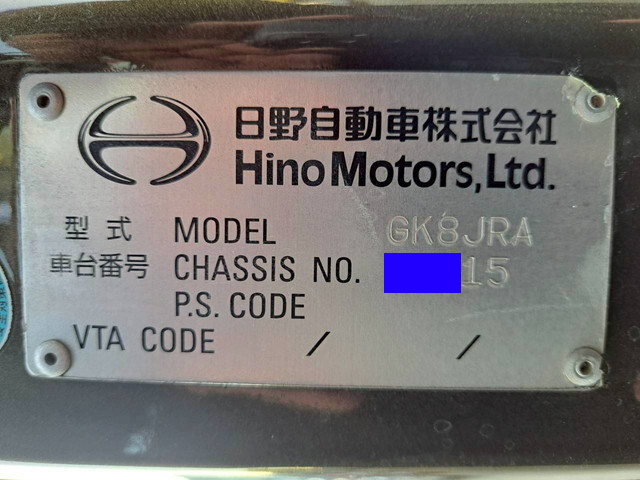 日野自動車株式会社
Hino Motors, Ltd.
型式 MODEL GK8JRA
車台番号 CHASSIS NO. 15
P.S. CODE
VTA CODE / /